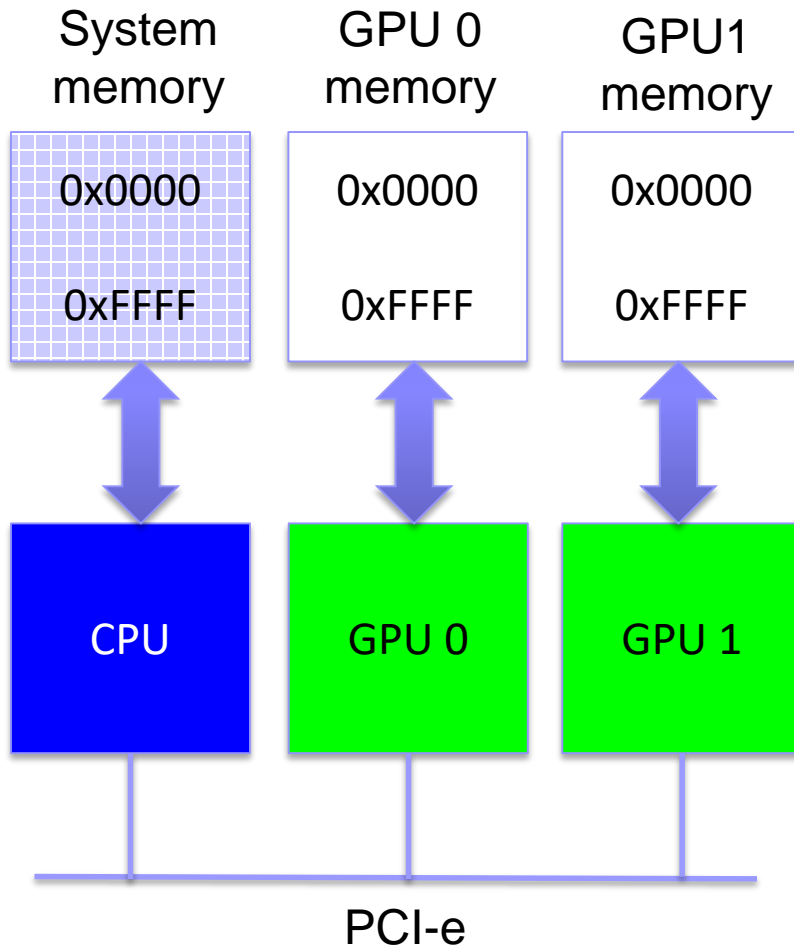 System
memory
GPU 0
memory
GPU1
memory
0x0000
0xFFFF
0x0000
0xFFFF
0x0000
0xFFFF
CPU
GPU 0
GPU 1
PCI-e